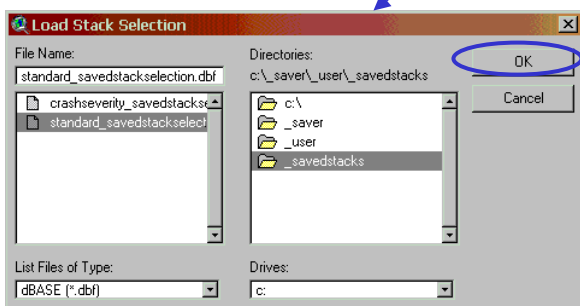 Load Stack Selection
File Name:
standard_savedstackselection.dbf
crashseverity_savedstackse
standard_savedstackselect
List Files of Type:
dBASE (*.dbf)
Directories:
c:\_saver\_user\_savedstacks
c:\
_saver
_user
_savedstacks
Drives:
c:
OK
Cancel